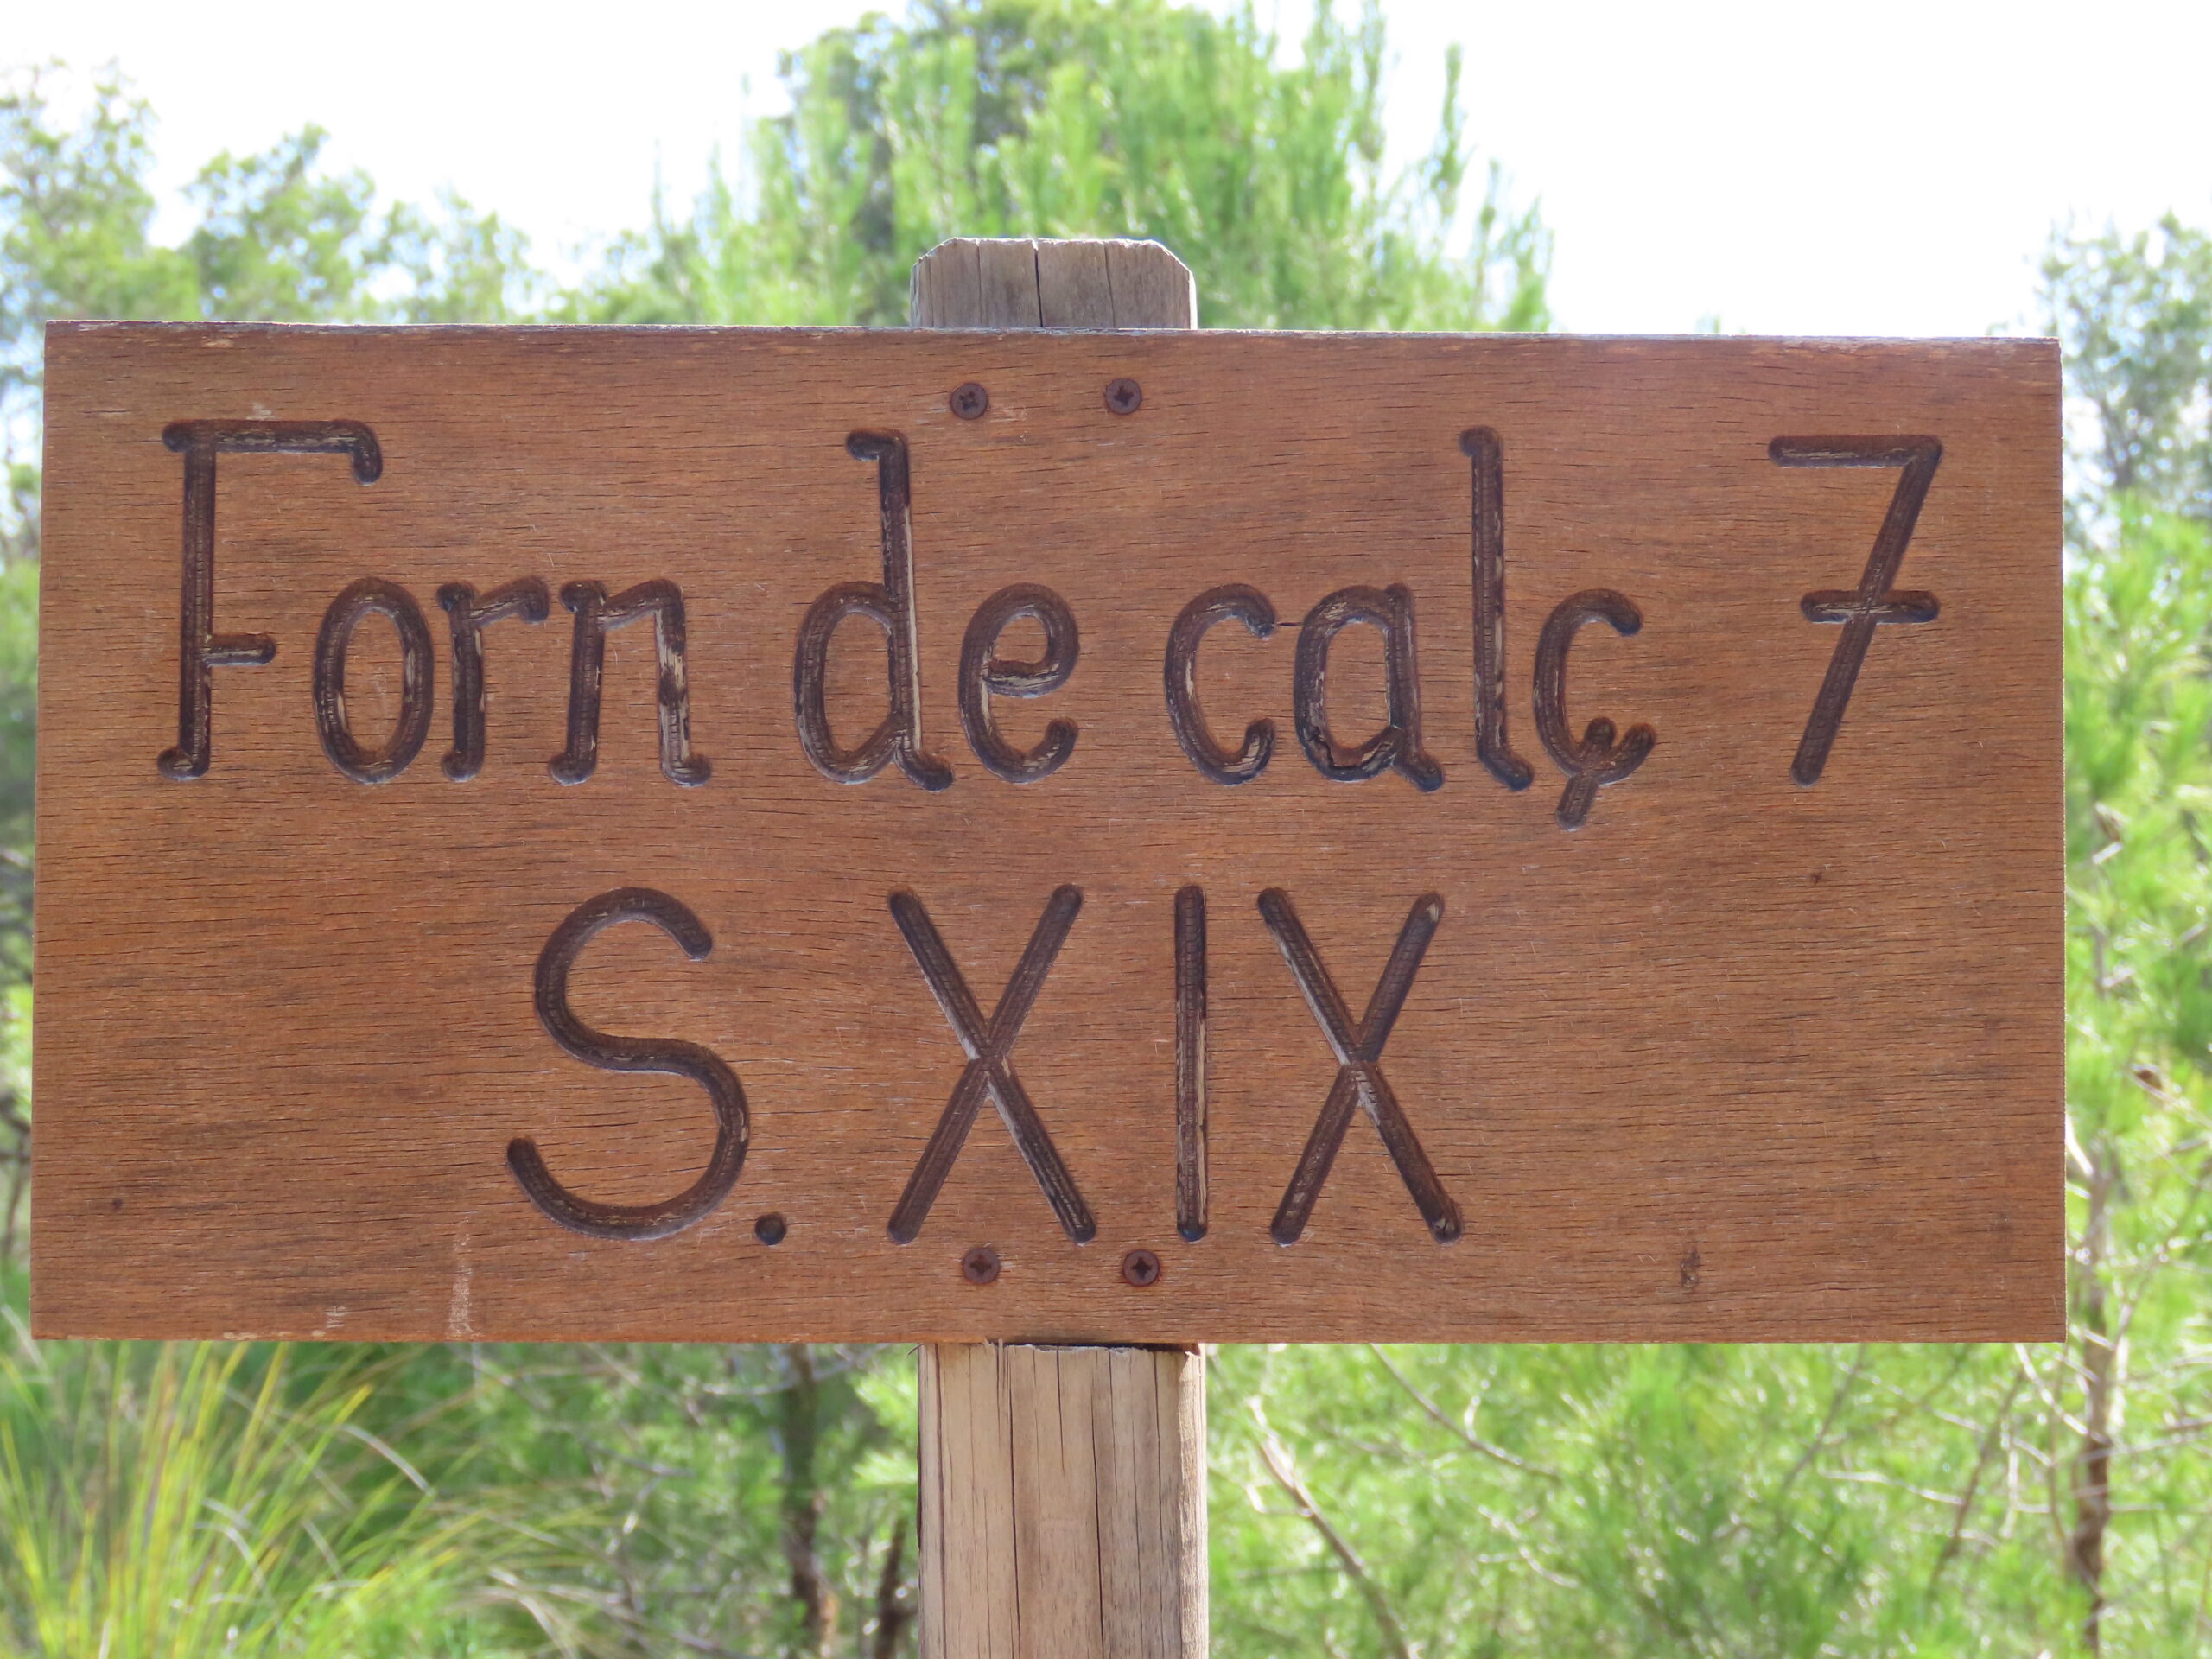 Forn de calç 7
S. XIX